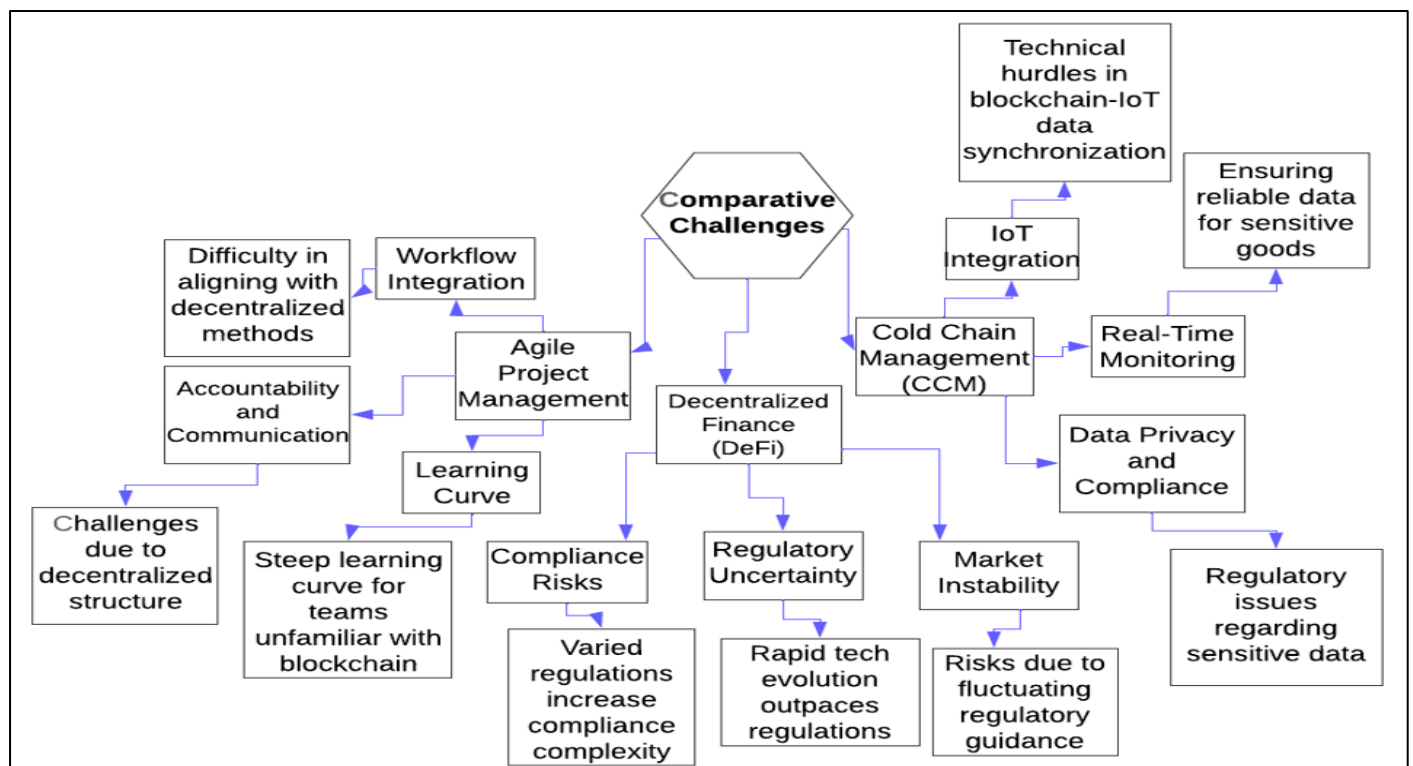 Comparative
Challenges
Agile
Project
Management
Workflow
Integration
Difficulty in
aligning with
decentralized
methods
Accountability
and
Communication
Challenges
due to
decentralized
structure
Learning
Curve
Steep learning
curve for
teams
unfamiliar with
blockchain
Decentralized
Finance
(DeFi)
Compliance
Risks
Varied
regulations
increase
compliance
complexity
Regulatory
Uncertainty
Rapid tech
evolution
outpaces
regulations
Market
Instability
Risks due to
fluctuating
regulatory
guidance
Cold Chain
Management
(CCM)
IoT
Integration
Technical
hurdles in
blockchain-IoT
data
synchronization
Real-Time
Monitoring
Ensuring
reliable data
for sensitive
goods
Data Privacy
and
Compliance
Regulatory
issues
regarding
sensitive data